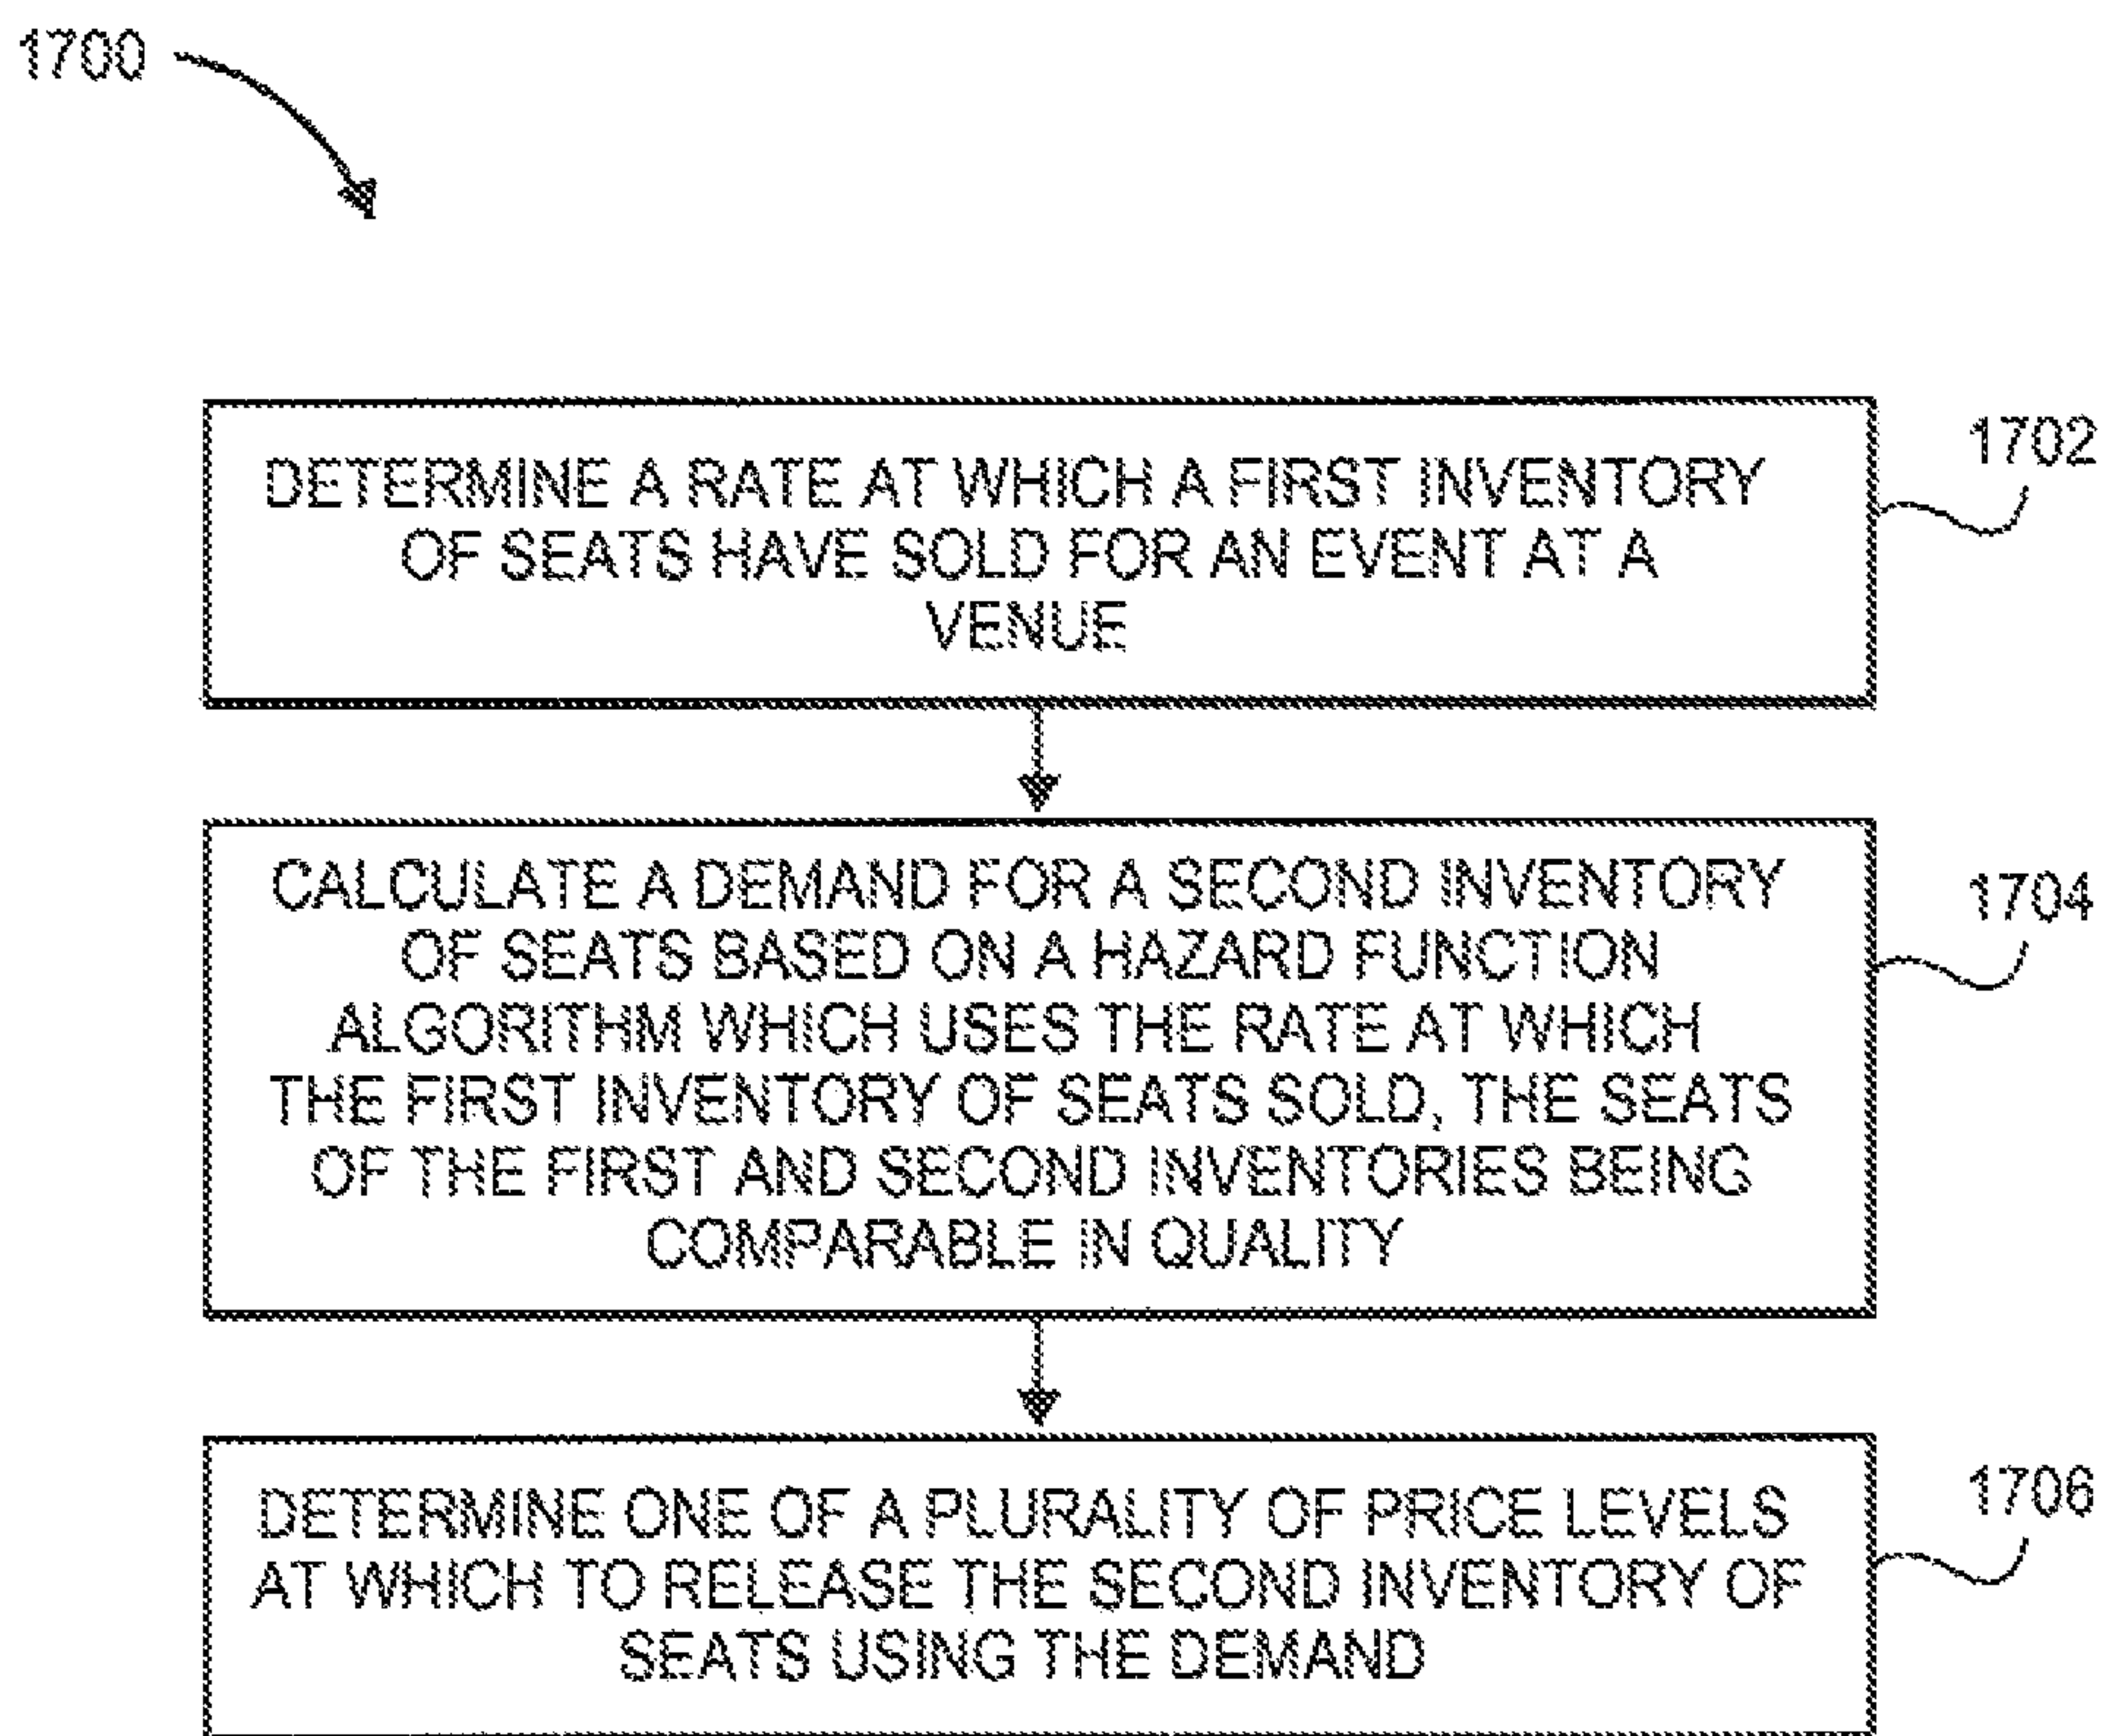 1700
DETERMINE A RATE AT WHICH A FIRST INVENTORY
OF SEATS HAVE SOLD FOR AN EVENT AT A
VENUE
1702
CALCULATE A DEMAND FOR A SECOND INVENTORY
OF SEATS BASED ON A HAZARD FUNCTION
ALGORITHM WHICH USES THE RATE AT WHICH
THE FIRST INVENTORY OF SEATS SOLD, THE SEATS
OF THE FIRST AND SECOND INVENTORIES BEING
COMPARABLE IN QUALITY
1704
DETERMINE ONE OF A PLURALITY OF PRICE LEVELS
AT WHICH TO RELEASE THE SECOND INVENTORY OF
SEATS USING THE DEMAND
1706